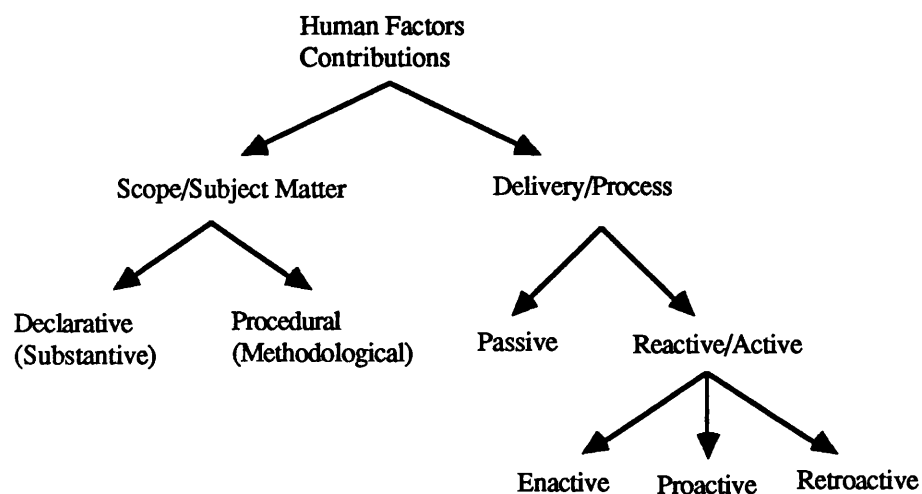 Human Factors
Contributions
Scope/Subject Matter
Delivery/Process
Declarative
(Substantive)
Procedural
(Methodological)
Passive
Reactive/Active
Enactive
Proactive
Retroactive